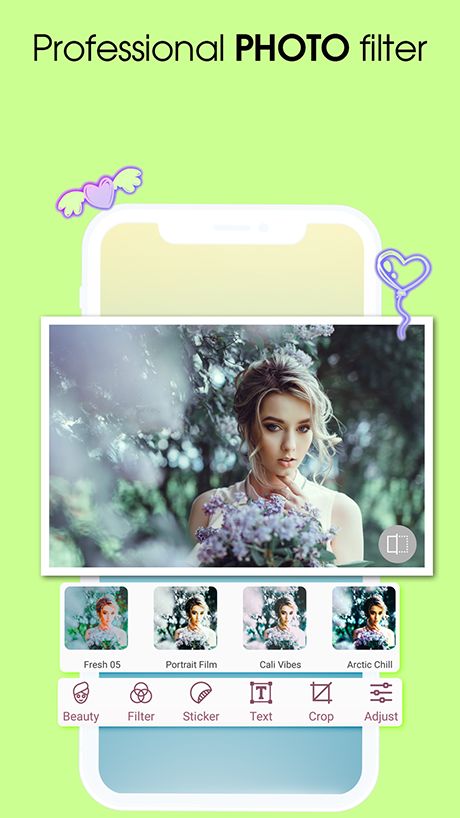 Professional PHOTO filter
Fresh 05 Portrait Film Cali Vibes Arctic Chill
Beauty Filter Sticker Text Crop Adjust